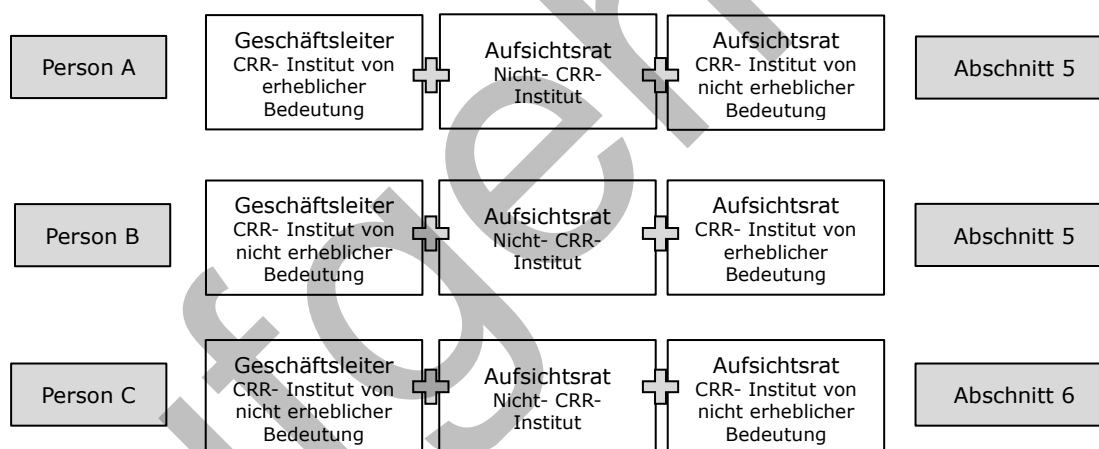 Person A
Geschäftsleiter
CRR- Institut von
erheblicher
Bedeutung
Aufsichtsrat
Nicht- CRR-
Institut
Aufsichtsrat
CRR- Institut von
nicht erheblicher
Bedeutung
Abschnitt 5
Person B
Geschäftsleiter
CRR- Institut von
nicht erheblicher
Bedeutung
Aufsichtsrat
Nicht- CRR-
Institut
Aufsichtsrat
CRR- Institut von
erheblicher
Bedeutung
Abschnitt 5
Person C
Geschäftsleiter
CRR- Institut von
nicht erheblicher
Bedeutung
Aufsichtsrat
Nicht- CRR-
Institut
Aufsichtsrat
CRR- Institut von
nicht erheblicher
Bedeutung
Abschnitt 6